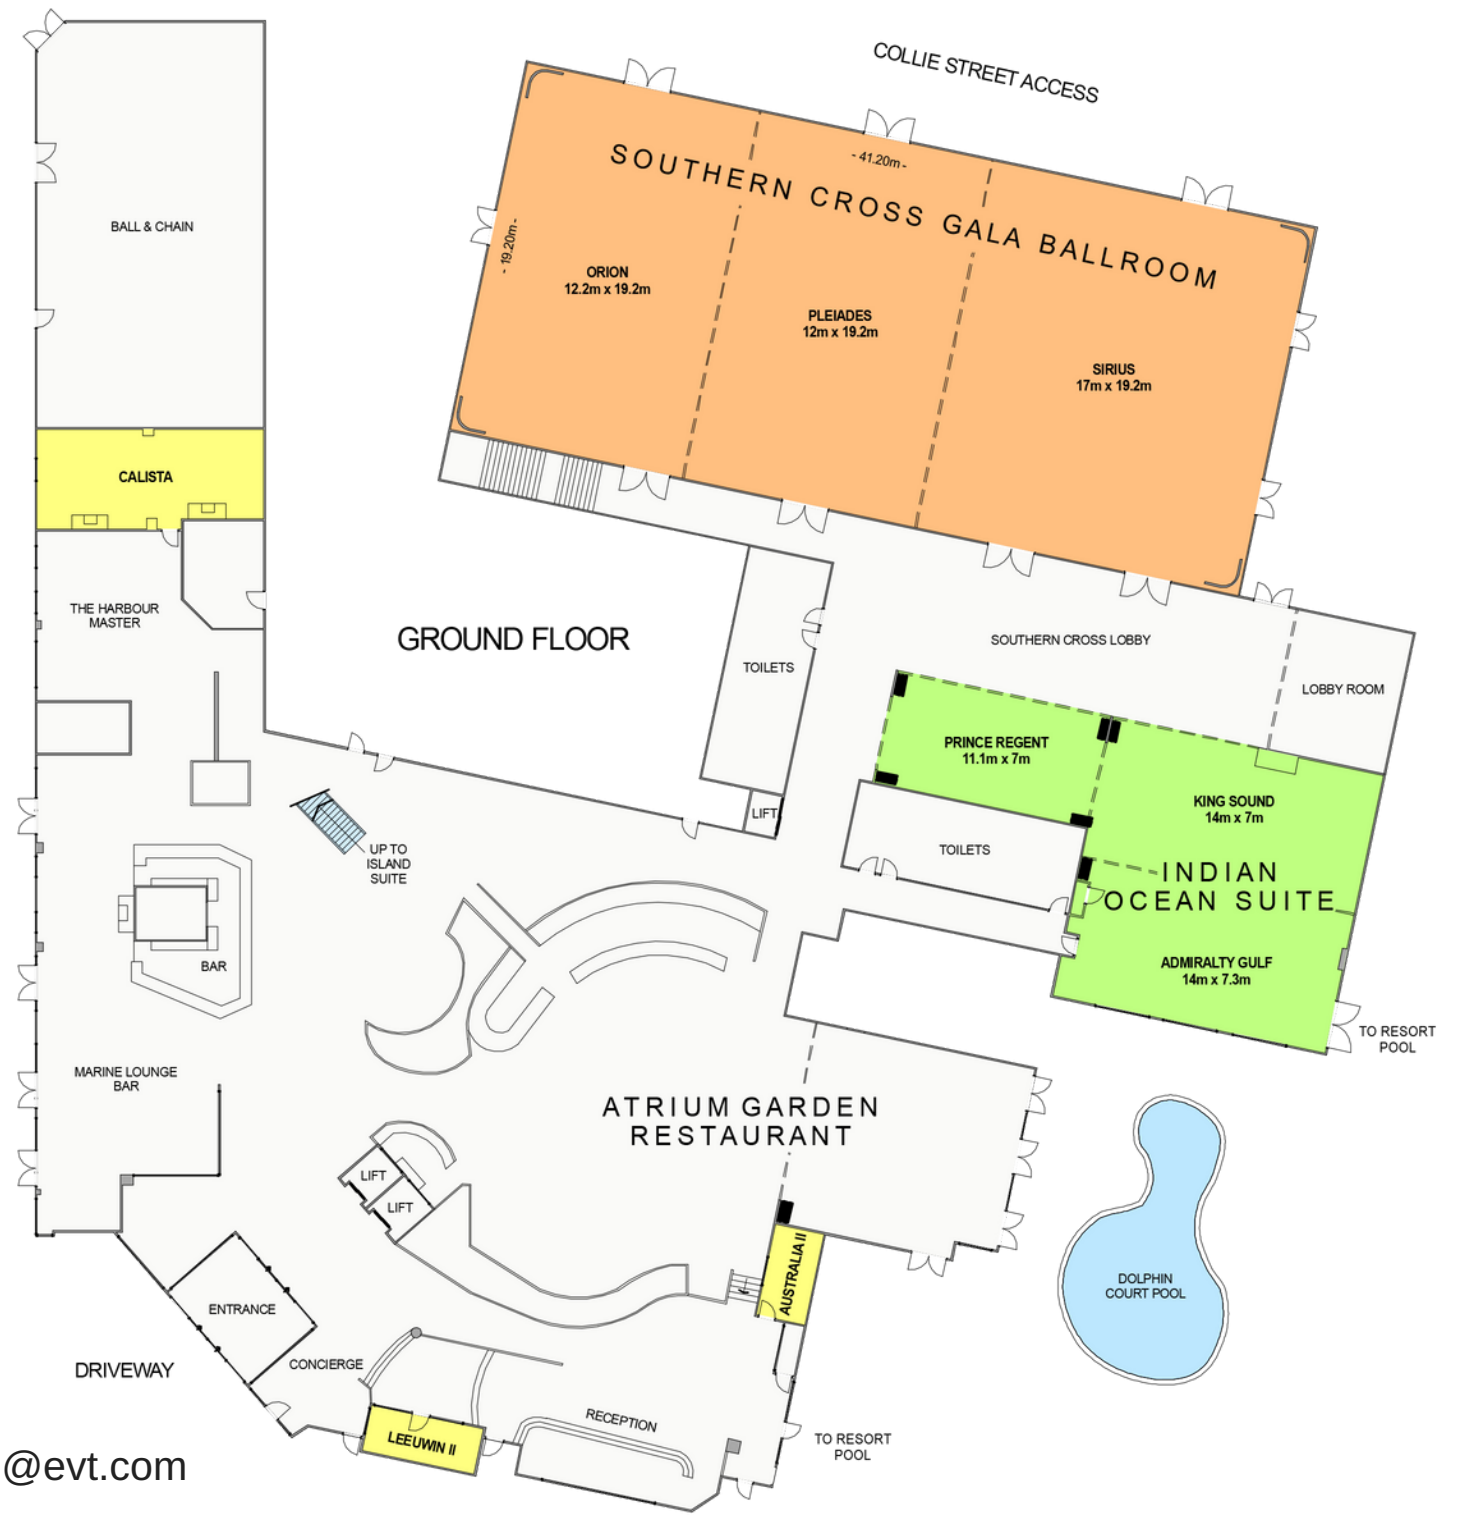 COLLIE STREET ACCESS
- 41.20m -
SOUTHERN CROSS GALA BALLROOM
- 19.20m -
BALL & CHAIN
ORION
12.2m x 19.2m
PLEIADES
12m x 19.2m
SIRIUS
17m x 19.2m
CALISTA
THE HARBOUR
MASTER
GROUND FLOOR
TOILETS
SOUTHERN CROSS LOBBY
LOBBY ROOM
PRINCE REGENT
11.1m x 7m
KING SOUND
14m x 7m
LIFT
TOILETS
UP TO
ISLAND
SUITE
INDIAN
OCEAN SUITE
BAR
ADMIRALTY GULF
14m x 7.3m
TO RESORT
POOL
MARINE LOUNGE
BAR
ATRIUM GARDEN
RESTAURANT
LIFT
LIFT
AUSTRALIA II
DOLPHIN
COURT POOL
ENTRANCE
CONCIERGE
DRIVEWAY
RECEPTION
LEEUWIN II
TO RESORT
POOL
@evt.com